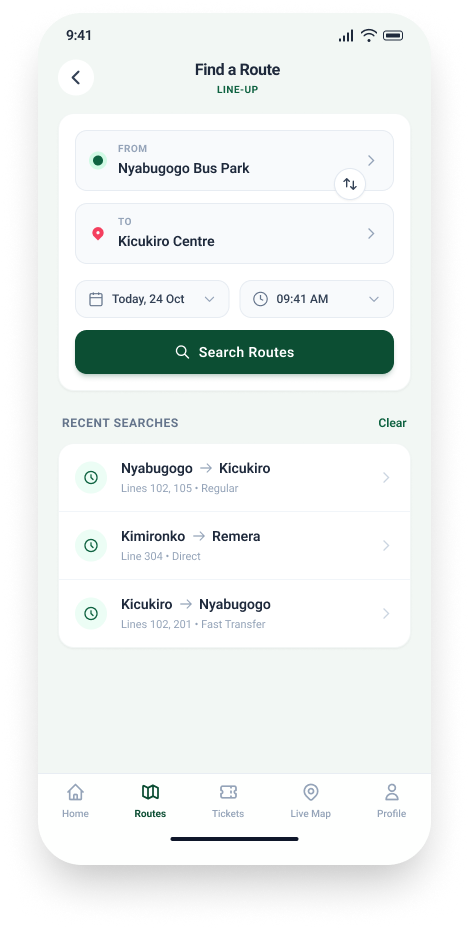 9:41
Find a Route
LINE-UP
FROM
Nyabugogo Bus Park
TO
Kicukiro Centre
Today, 24 Oct
09:41 AM
Search Routes
RECENT SEARCHES
Clear
Nyabugogo → Kicukiro
Lines 102, 105 • Regular
Kimironko → Remera
Line 304 • Direct
Kicukiro → Nyabugogo
Lines 102, 201 • Fast Transfer
Home
Routes
Tickets
Live Map
Profile